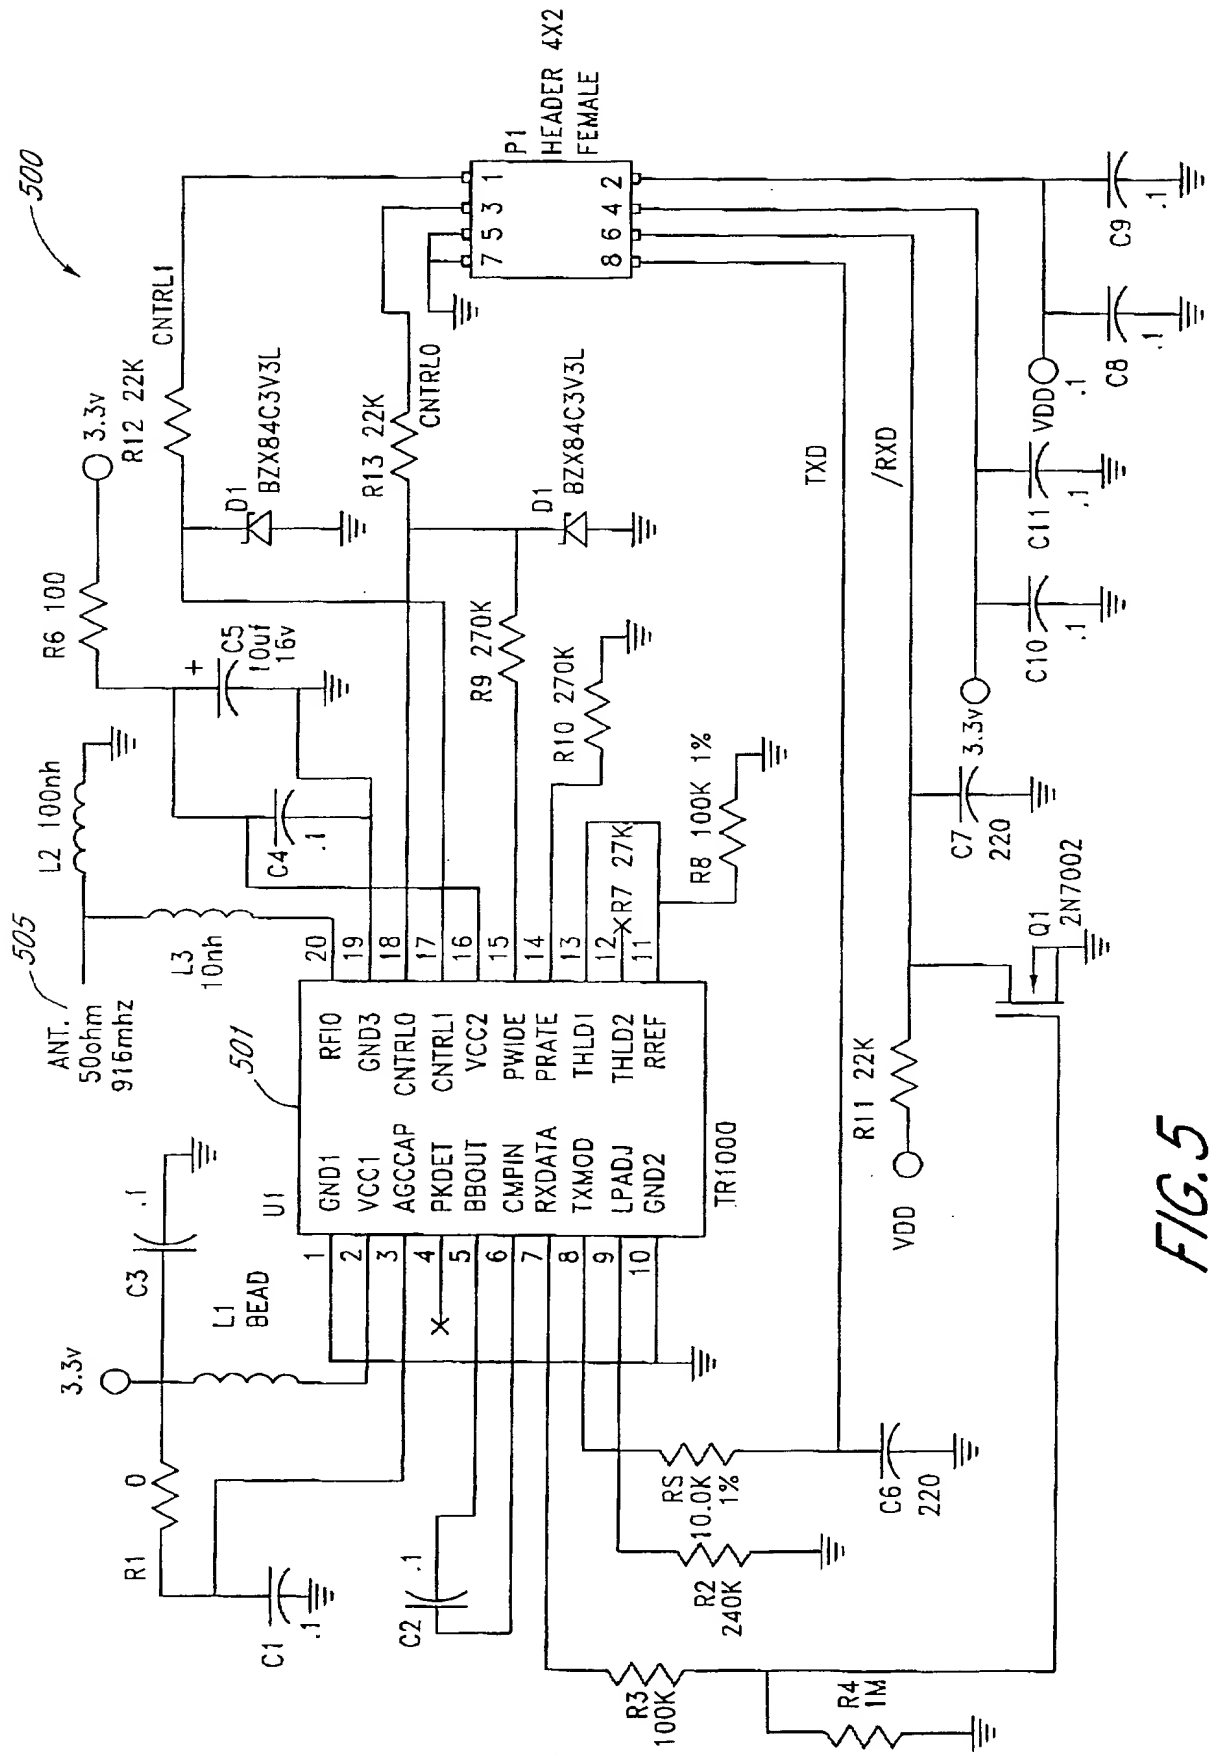 500
ANT.
50ohm
916mhz
505
L2 100nh
L3
10nh
R6 100
3.3v
+
C5
10uf
16v
C4
.1
R12 22K
CNTRL1
D1
BZX84C3V3L
R13 22K
CNTRL0
D1
BZX84C3V3L
P1
HEADER 4X2
FEMALE
1
3
5
7
2
4
6
8
R9 270K
R10 270K
R7 27K
R8 100K 1%
3.3v
C3
.1
L1
BEAD
R1
0
C1
.1
C2
.1
501
U1
TR1000
1
2
3
4
5
6
7
8
9
10
GND1
VCC1
AGCCAP
PKDET
BBOUT
CMPIN
RXDATA
TXMOD
LPADJ
GND2
RFIO
GND3
CNTRL0
CNTRL1
VCC2
PWIDE
PRATE
THLD1
THLD2
RREF
20
19
18
17
16
15
14
13
12
11
RS
10.0K
1%
R2
240K
R3
100K
R4
1M
C6
220
TXD
/RXD
R11 22K
VDD
C7
220
Q1
2N7002
3.3v
C10
.1
C11
.1
VDD
.1
C8
.1
C9
.1
FIG. 5